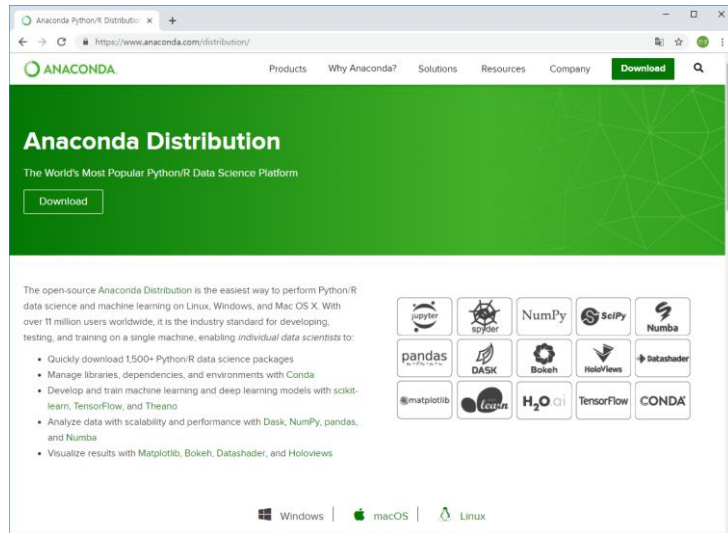 Anaconda Python/R Distribution
https://www.anaconda.com/distribution/
ANACONDA.
Products Why Anaconda? Solutions Resources Company Download
Anaconda Distribution
The World's Most Popular Python/R Data Science Platform
Download
The open-source Anaconda Distribution is the easiest way to perform Python/R
data science and machine learning on Linux, Windows, and Mac OS X. With
over 11 million users worldwide, it is the industry standard for developing,
testing, and training on a single machine, enabling individual data scientists to:
• Quickly download 1,500+ Python/R data science packages
• Manage libraries, dependencies, and environments with Conda
• Develop and train machine learning and deep learning models with scikit-
learn, TensorFlow, and Theano
• Analyze data with scalability and performance with Dask, NumPy, pandas,
and Numba
• Visualize results with Matplotlib, Bokeh, Datashader, and Holoviews
jupyter spyder NumPy SciPy Numba
pandas DASK Bokeh HoloViews Datashader
matplotlib learn H2O.ai TensorFlow CONDA
Windows | macOS | Linux